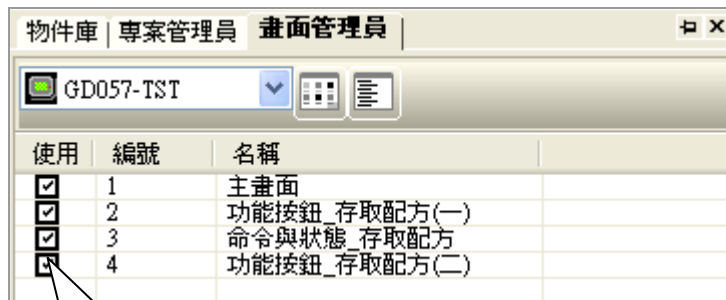 物件庫 專案管理員 畫面管理員
GD057-TST
使用 編號 名稱
1 主畫面
2 功能按鈕_存取配方(一)
3 命令與狀態_存取配方
4 功能按鈕_存取配方(二)